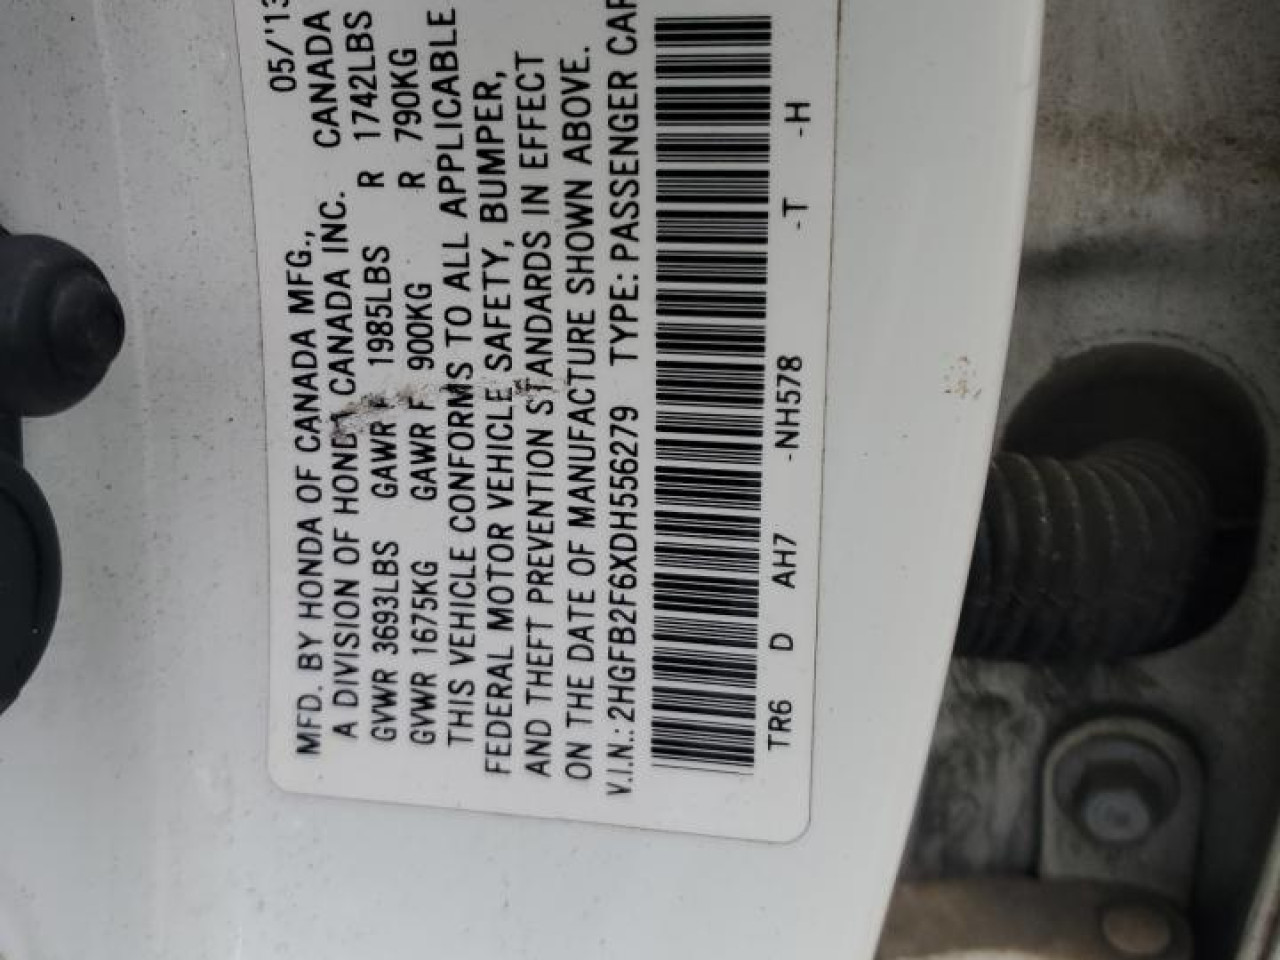 MFD. BY HONDA OF CANADA MFG., 05/'13
A DIVISION OF HONDA CANADA INC. CANADA
GVWR 3693LBS GAWR F 1985LBS R 1742LBS
GVWR 1675KG GAWR F 900KG R 790KG
THIS VEHICLE CONFORMS TO ALL APPLICABLE
FEDERAL MOTOR VEHICLE SAFETY, BUMPER,
AND THEFT PREVENTION STANDARDS IN EFFECT
ON THE DATE OF MANUFACTURE SHOWN ABOVE.
V.I.N.: 2HGFB2F6XDH556279 TYPE: PASSENGER CAR
TR6 D AH7 -NH578 -T -H